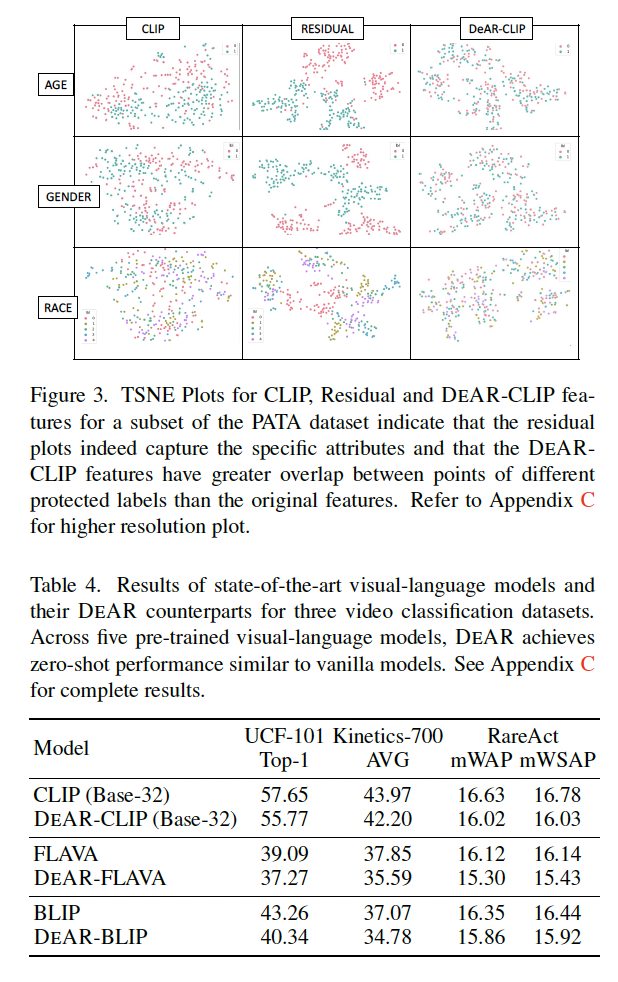 CLIP
RESIDUAL
DeAR-CLIP
AGE
GENDER
RACE
Figure 3. TSNE Plots for CLIP, Residual and DEAR-CLIP fea-
tures for a subset of the PATA dataset indicate that the residual
plots indeed capture the specific attributes and that the DEAR-
CLIP features have greater overlap between points of different
protected labels than the original features. Refer to Appendix C
for higher resolution plot.
Table 4. Results of state-of-the-art visual-language models and
their DEAR counterparts for three video classification datasets.
Across five pre-trained visual-language models, DEAR achieves
zero-shot performance similar to vanilla models. See Appendix C
for complete results.
Model UCF-101 Kinetics-700 RareAct
Top-1 AVG mWAP mWSAP
CLIP (Base-32) 57.65 43.97 16.63 16.78
DEAR-CLIP (Base-32) 55.77 42.20 16.02 16.03
FLAVA 39.09 37.85 16.12 16.14
DEAR-FLAVA 37.27 35.59 15.30 15.43
BLIP 43.26 37.07 16.35 16.44
DEAR-BLIP 40.34 34.78 15.86 15.92